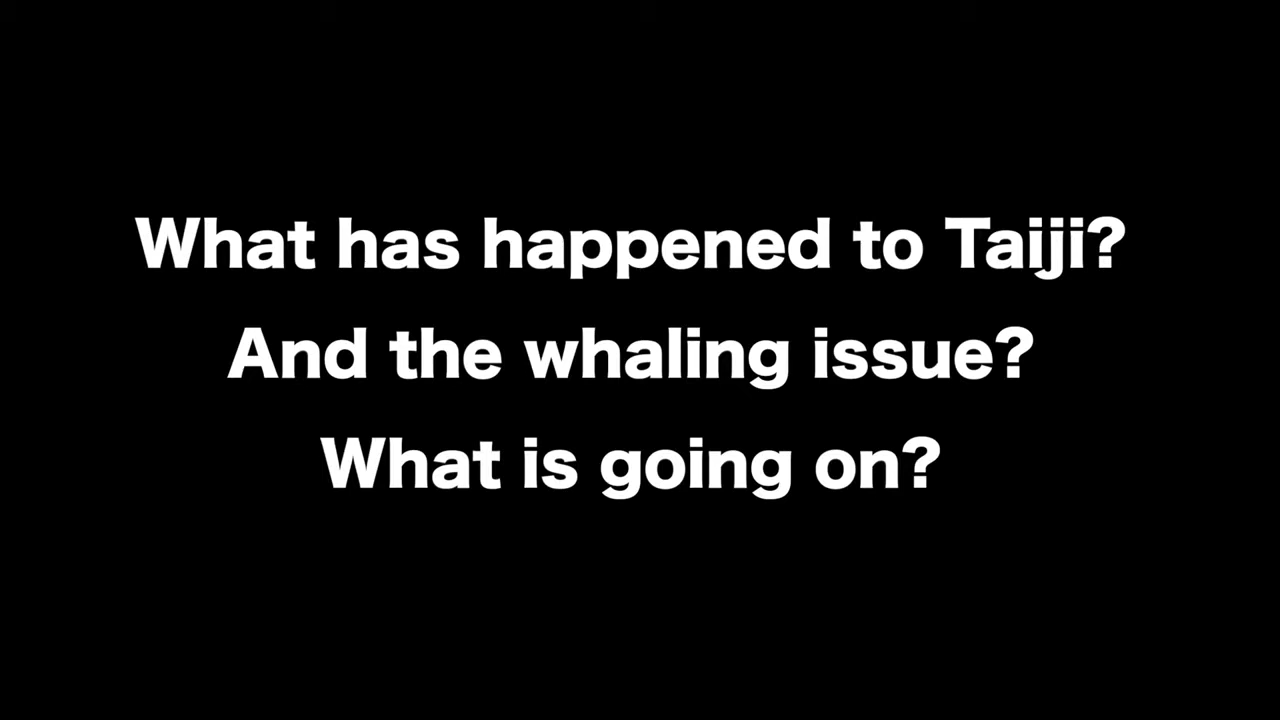 What has happened to Taiji?
And the whaling issue?
What is going on?